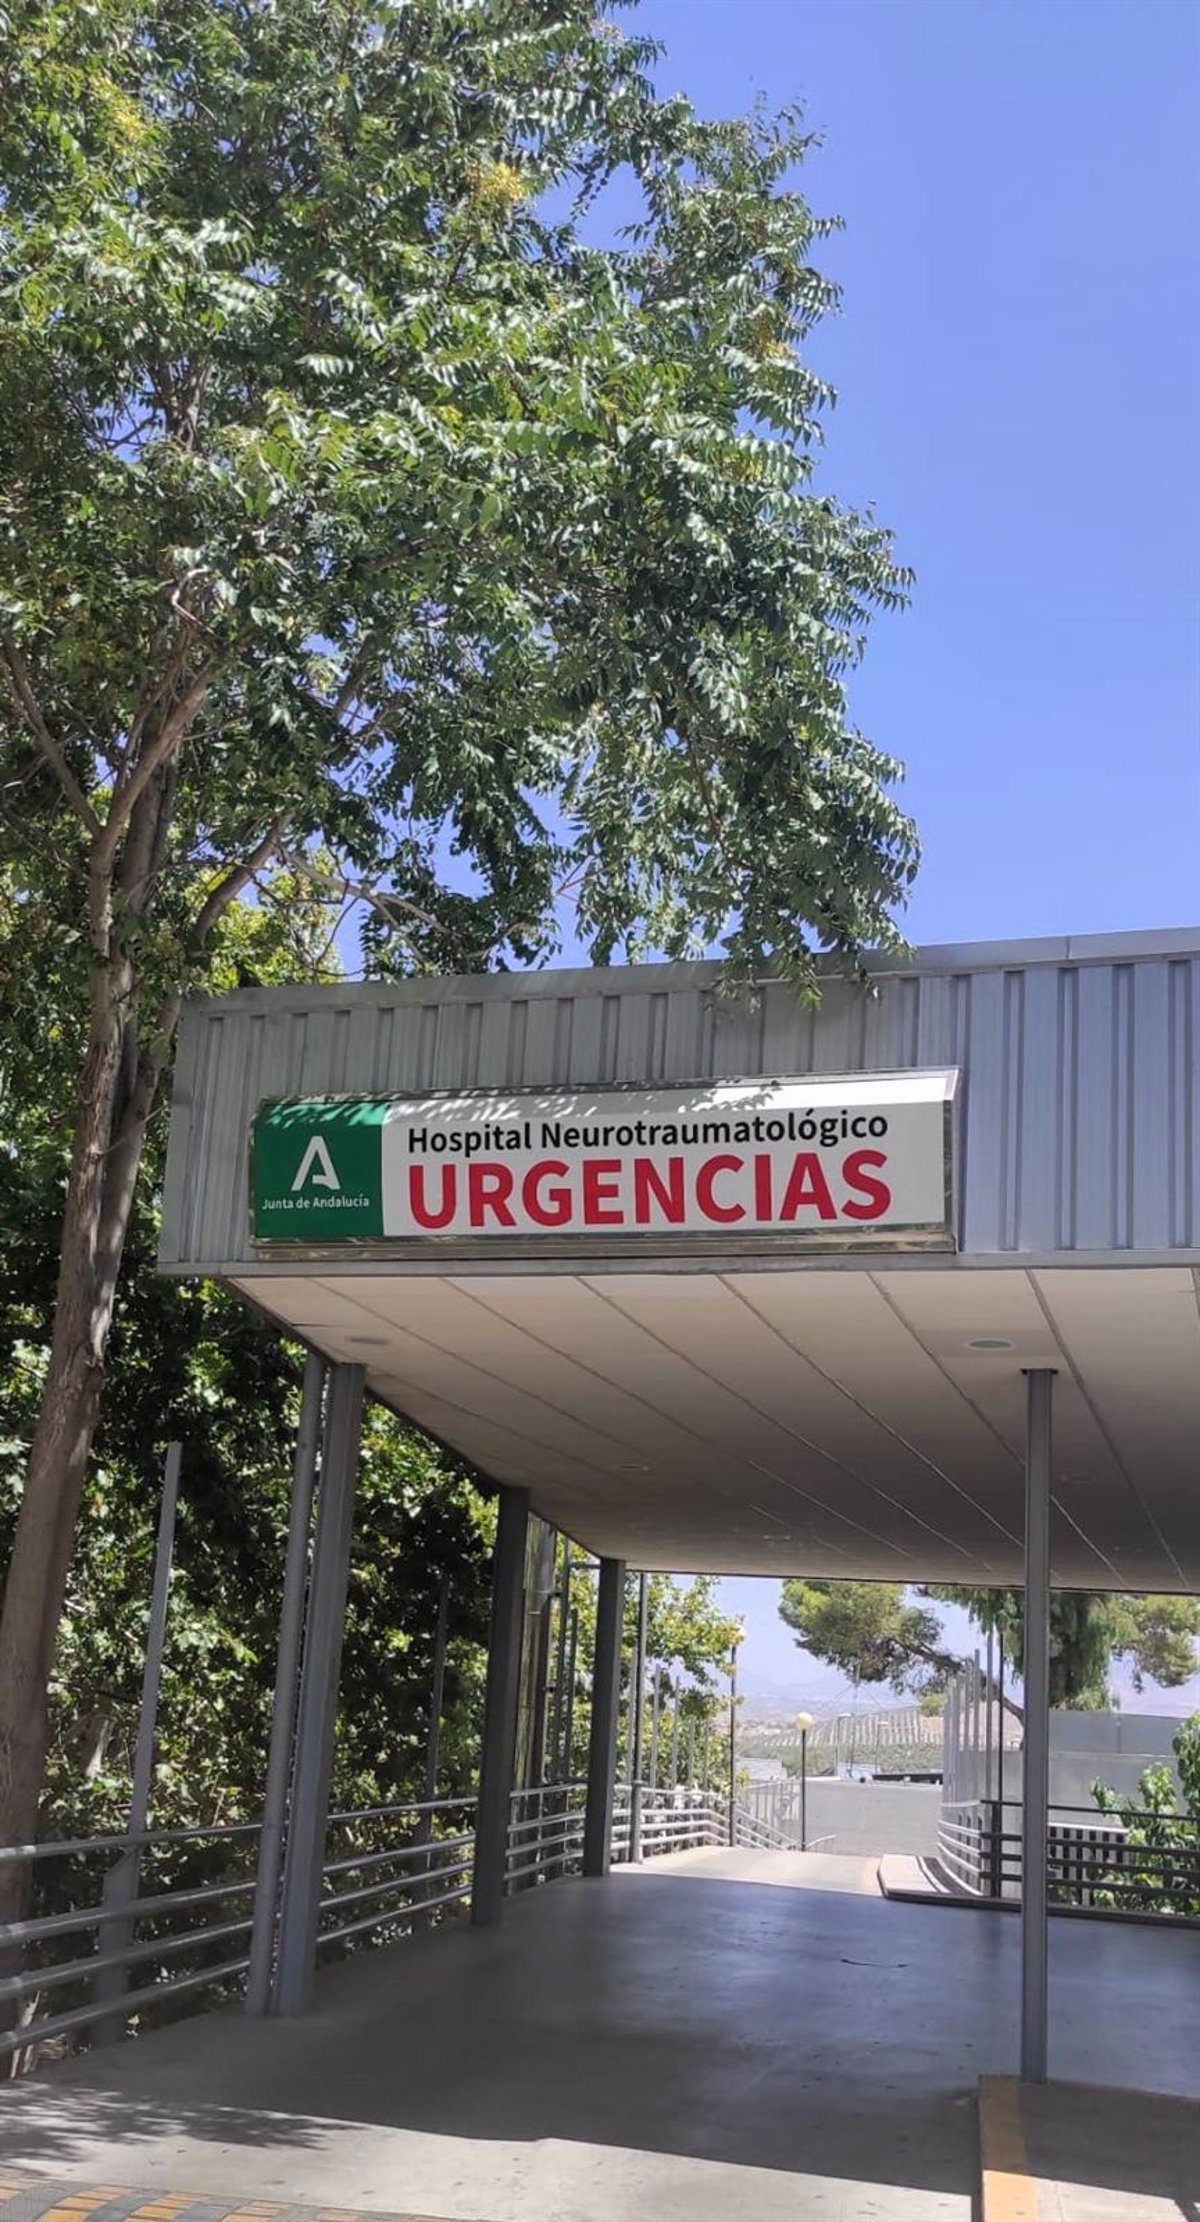 Junta de Andalucía
Hospital Neurotraumatológico
URGENCIAS